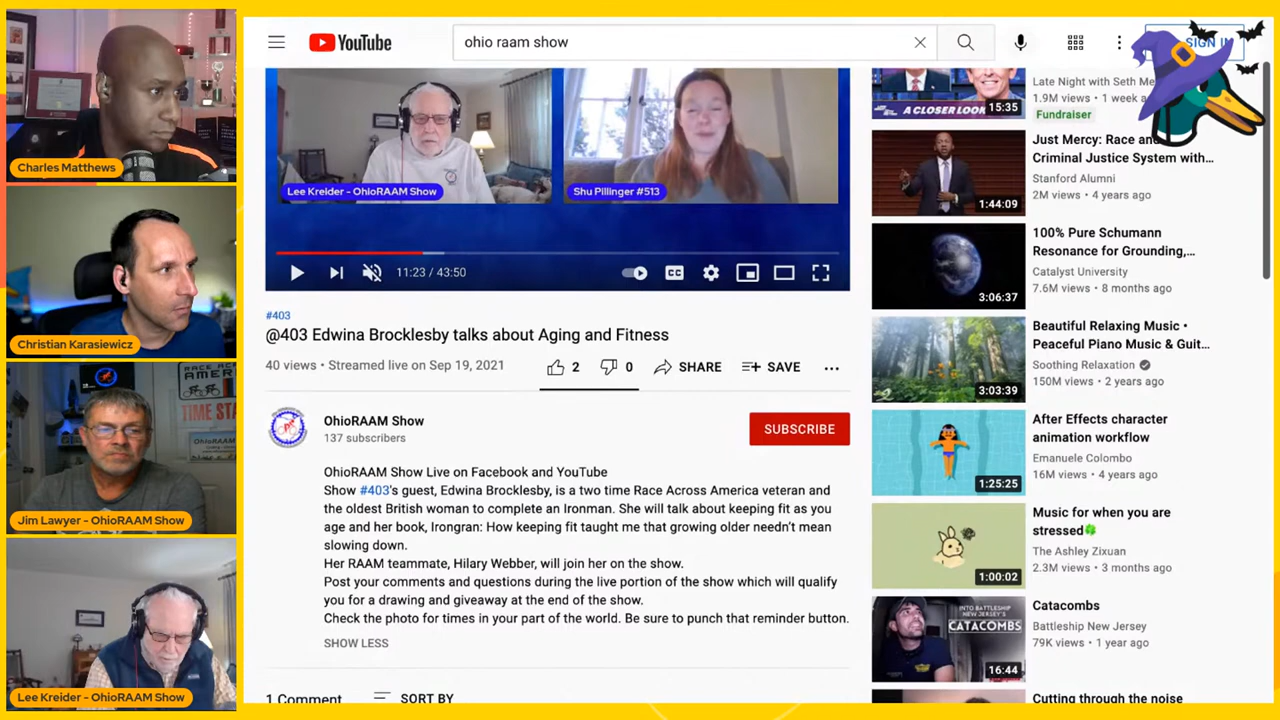 Charles Matthews
Christian Karasiewicz
Jim Lawyer - OhioRAAM Show
Lee Kreider - OhioRAAM Show
RACE ACROSS
AMERICA
TIME STA
OhioRAAM
YouTube
ohio raam show
SIGN IN
Lee Kreider - OhioRAAM Show
Shu Pillinger #513
11:23 / 43:50
CC
#403
@403 Edwina Brocklesby talks about Aging and Fitness
40 views • Streamed live on Sep 19, 2021
2
0
SHARE
SAVE
OhioRAAM Show
137 subscribers
SUBSCRIBE
OhioRAAM Show Live on Facebook and YouTube
Show #403's guest, Edwina Brocklesby, is a two time Race Across America veteran and
the oldest British woman to complete an Ironman. She will talk about keeping fit as you
age and her book, Irongran: How keeping fit taught me that growing older needn't mean
slowing down.
Her RAAM teammate, Hilary Webber, will join her on the show.
Post your comments and questions during the live portion of the show which will qualify
you for a drawing and giveaway at the end of the show.
Check the photo for times in your part of the world. Be sure to punch that reminder button.
SHOW LESS
1 Comment
SORT BY
A CLOSER LOOK
15:35
Late Night with Seth Me
1.9M views • 1 week a
Fundraiser
1:44:09
Just Mercy: Race and
Criminal Justice System with...
Stanford Alumni
2M views • 4 years ago
3:06:37
100% Pure Schumann
Resonance for Grounding,...
Catalyst University
7.6M views • 8 months ago
3:03:39
Beautiful Relaxing Music •
Peaceful Piano Music & Guit...
Soothing Relaxation
150M views • 2 years ago
1:25:25
After Effects character
animation workflow
Emanuele Colombo
16M views • 4 years ago
1:00:02
Music for when you are
stressed🍀
The Ashley Zixuan
2.3M views • 3 months ago
INTO BATTLESHIP
NEW JERSEY'S
CATACOMBS
16:44
Catacombs
Battleship New Jersey
79K views • 1 year ago
Cutting through the noise